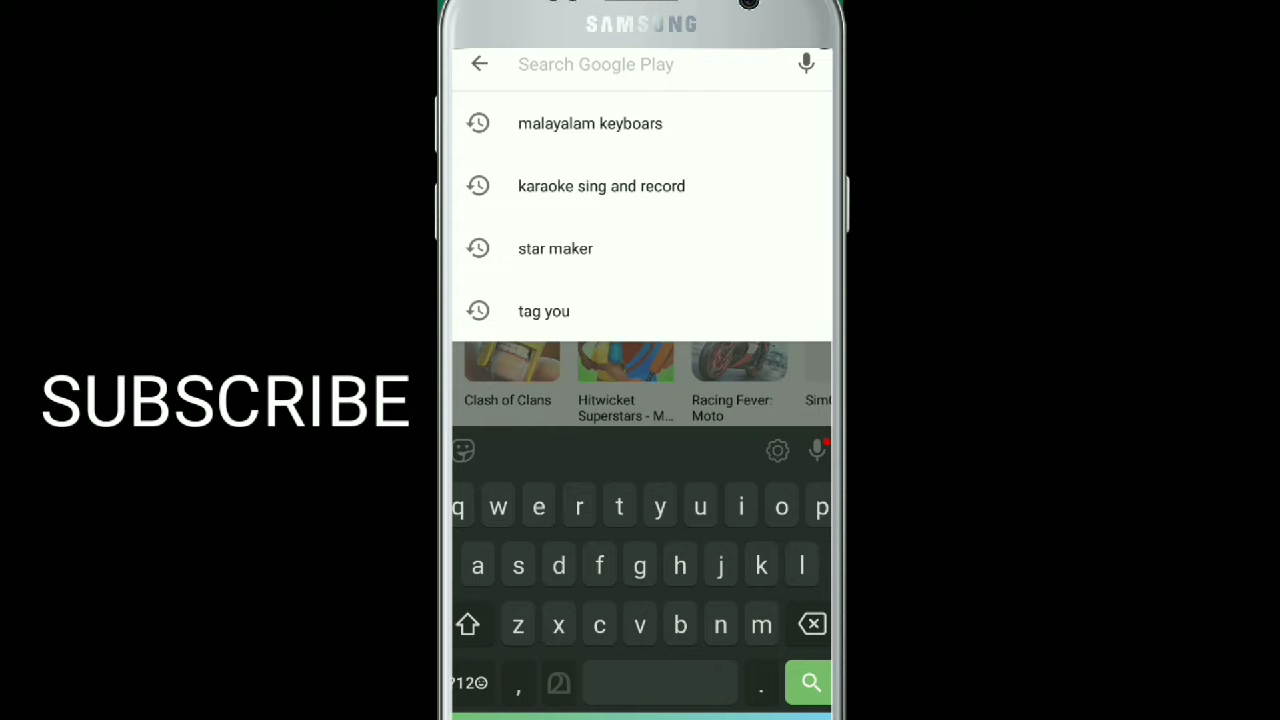 SAMSUNG
Search Google Play
malayalam keyboars
karaoke sing and record
star maker
tag you
Clash of Clans
Hitwicket
Superstars - M...
Racing Fever:
Moto
SUBSCRIBE
q w e r t y u i o p
a s d f g h j k l
z x c v b n m
?12 , മ .